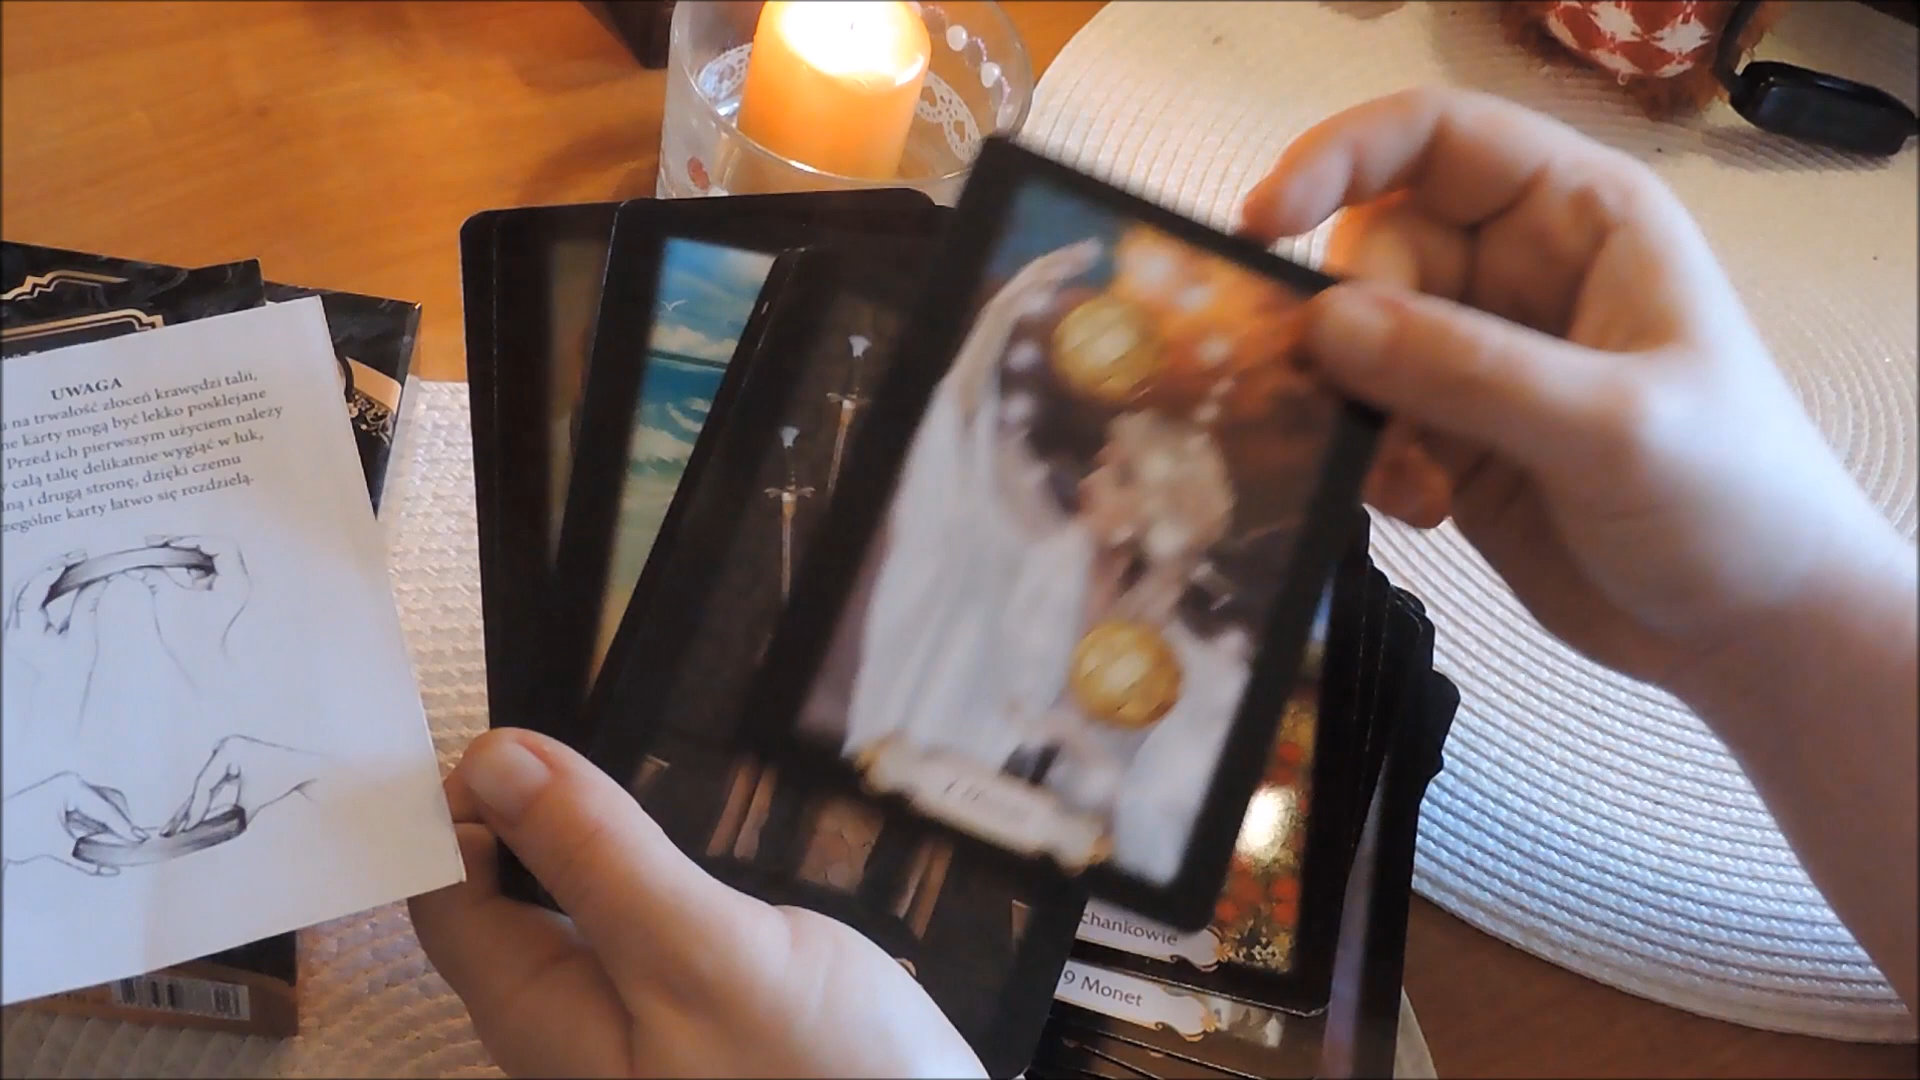 UWAGA
na trwałość złoceń krawędzi talii,
ne karty mogą być lekko posklejane
Przed ich pierwszym użyciem należy
y całą talię delikatnie wygiąć w łuk,
ną i drugą stronę, dzięki czemu
zególne karty łatwo się rozdzielą.
chankowie
9 Monet